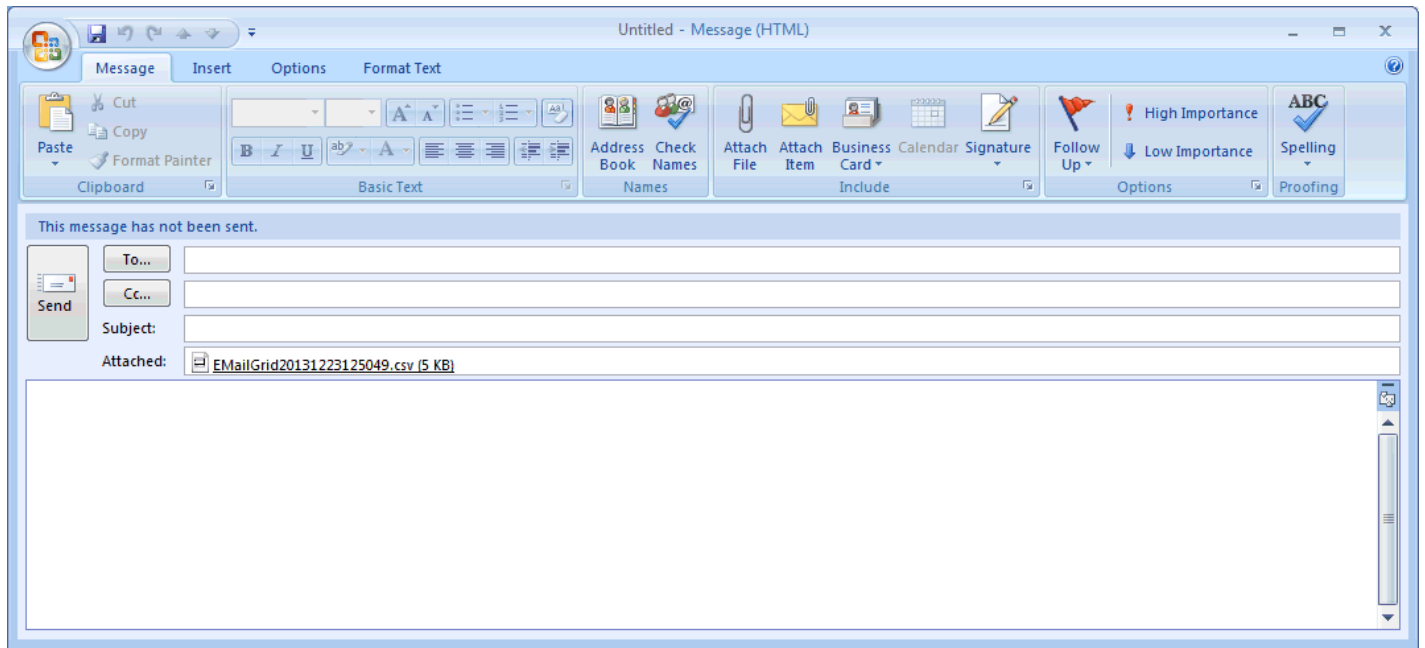 Untitled - Message (HTML)
Message Insert Options Format Text
Paste
Cut
Copy
Format Painter
Clipboard
B I U
Basic Text
Address Book
Check Names
Names
Attach File
Attach Item
Business Card
Calendar
Signature
Include
Follow Up
High Importance
Low Importance
Options
ABC
Spelling
Proofing
This message has not been sent.
Send
To...
Cc...
Subject:
Attached: EMailGrid20131223125049.csv (5 KB)